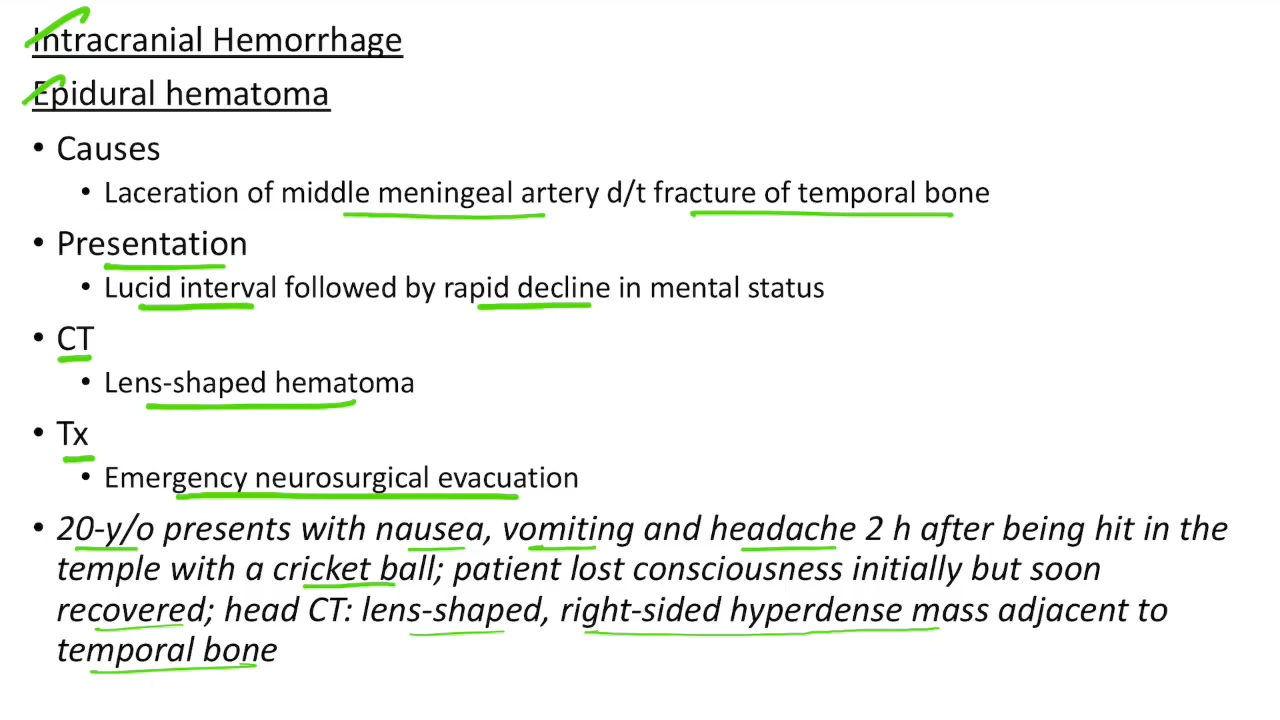 Intracranial Hemorrhage
Epidural hematoma
• Causes
• Laceration of middle meningeal artery d/t fracture of temporal bone
• Presentation
• Lucid interval followed by rapid decline in mental status
• CT
• Lens-shaped hematoma
• Tx
• Emergency neurosurgical evacuation
• 20-y/o presents with nausea, vomiting and headache 2 h after being hit in the
temple with a cricket ball; patient lost consciousness initially but soon
recovered; head CT: lens-shaped, right-sided hyperdense mass adjacent to
temporal bone